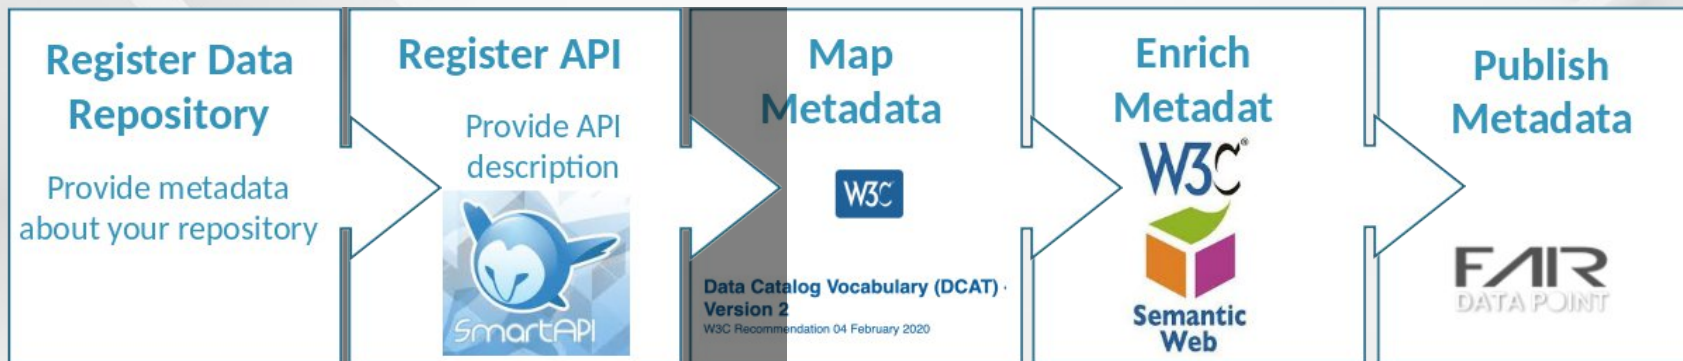 Register Data
Repository
Provide metadata
about your repository
Register API
Provide API
description
SmartAPI
Map
Metadata
W3C
Data Catalog Vocabulary (DCAT) -
Version 2
W3C Recommendation 04 February 2020
Enrich
Metadat
W3C®
Semantic
Web
Publish
Metadata
FAIR
DATA POINT